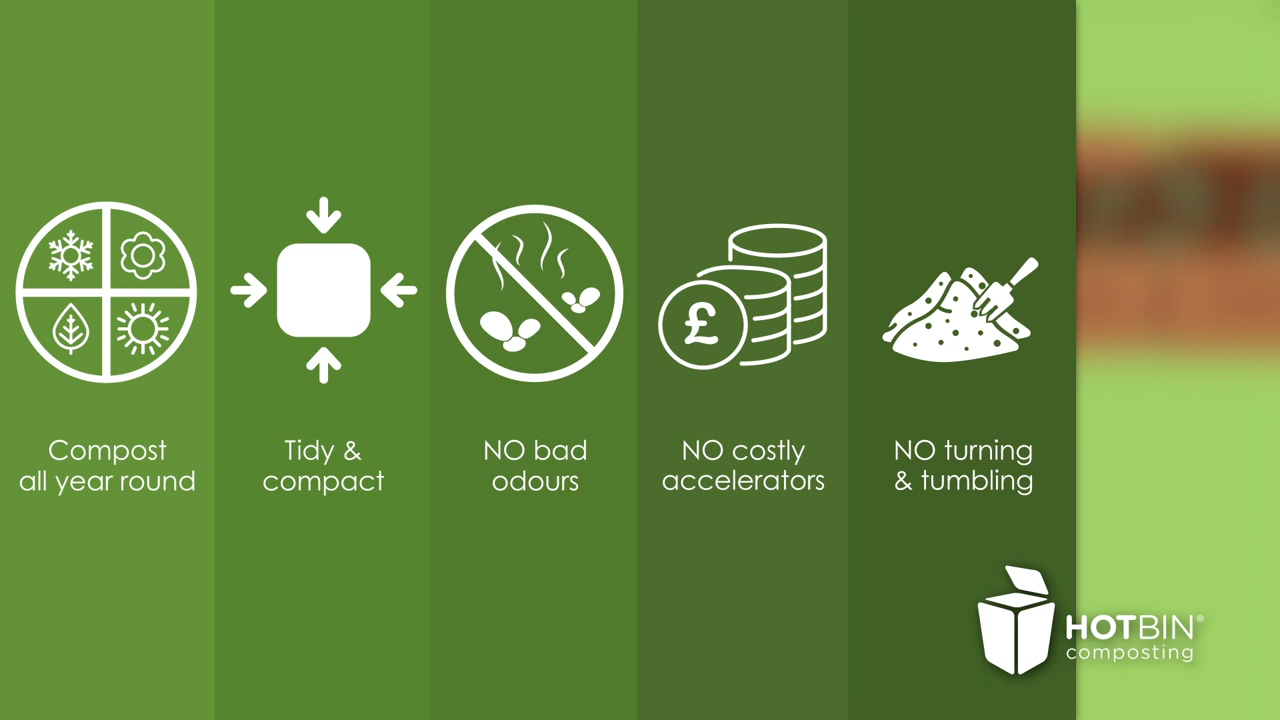 Compost
all year round
Tidy &
compact
NO bad
odours
£
NO costly
accelerators
NO turning
& tumbling
HOTBIN®
composting